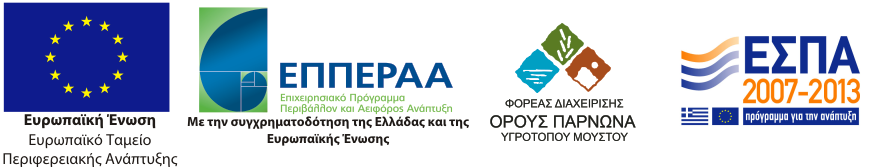 Ευρωπαϊκή Ένωση
Ευρωπαϊκό Ταμείο
Περιφερειακής Ανάπτυξης
ΕΠΠΕΡΑΑ
Επιχειρησιακό Πρόγραμμα
Περιβάλλον και Αειφόρος Ανάπτυξη
Με την συγχρηματοδότηση της Ελλάδας και της
Ευρωπαϊκής Ένωσης
ΦΟΡΕΑΣ ΔΙΑΧΕΙΡΙΣΗΣ
ΟΡΟΥΣ ΠΑΡΝΩΝΑ
ΥΓΡΟΤΟΠΟΥ ΜΟΥΣΤΟΥ
ΕΣΠΑ
2007-2013
πρόγραμμα για την ανάπτυξη